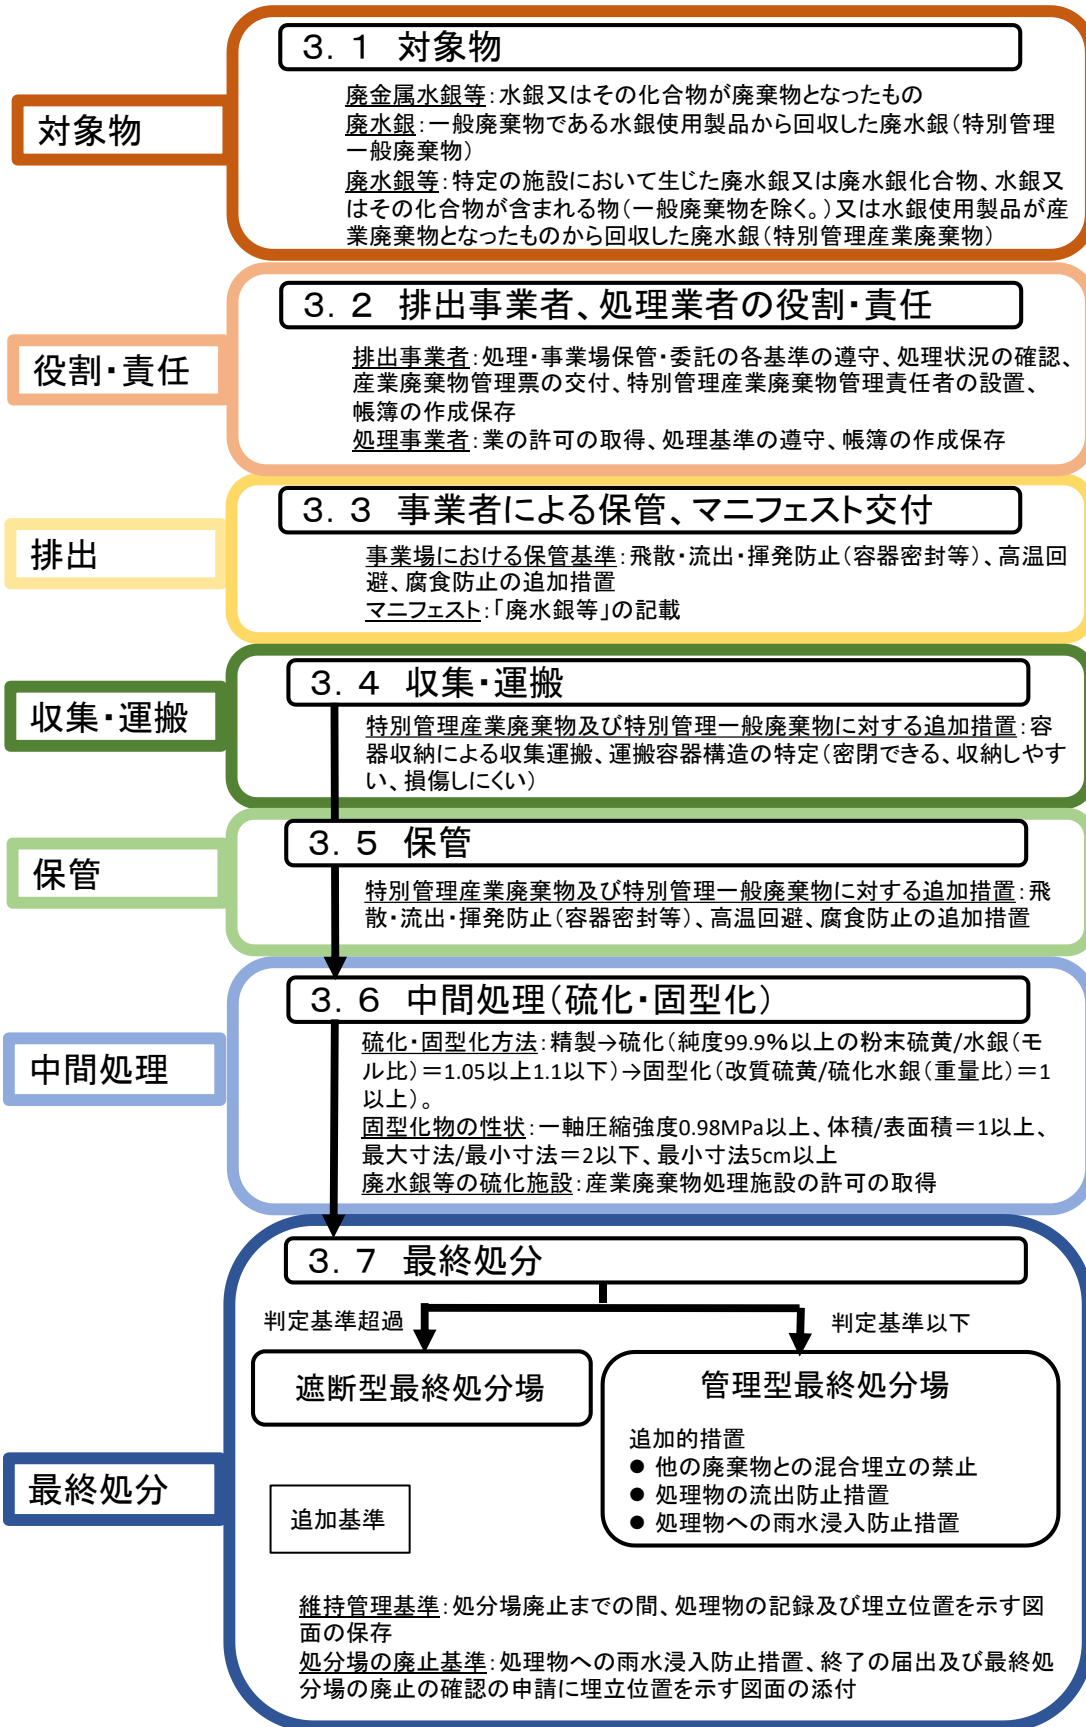 対象物
3．1 対象物
廃金属水銀等：水銀又はその化合物が廃棄物となったもの
廃水銀：一般廃棄物である水銀使用製品から回収した廃水銀（特別管理
一般廃棄物）
廃水銀等：特定の施設において生じた廃水銀又は廃水銀化合物、水銀又
はその化合物が含まれる物（一般廃棄物を除く。）又は水銀使用製品が産
業廃棄物となったものから回収した廃水銀（特別管理産業廃棄物）
役割・責任
3．2 排出事業者、処理業者の役割・責任
排出事業者：処理・事業場保管・委託の各基準の遵守、処理状況の確認、
産業廃棄物管理票の交付、特別管理産業廃棄物管理責任者の設置、
帳簿の作成保存
処理事業者：業の許可の取得、処理基準の遵守、帳簿の作成保存
排出
3．3 事業者による保管、マニフェスト交付
事業場における保管基準：飛散・流出・揮発防止（容器密封等）、高温回
避、腐食防止の追加措置
マニフェスト：「廃水銀等」の記載
収集・運搬
3．4 収集・運搬
特別管理産業廃棄物及び特別管理一般廃棄物に対する追加措置：容
器収納による収集運搬、運搬容器構造の特定（密閉できる、収納しやす
い、損傷しにくい）
保管
3．5 保管
特別管理産業廃棄物及び特別管理一般廃棄物に対する追加措置：飛
散・流出・揮発防止（容器密封等）、高温回避、腐食防止の追加措置
中間処理
3．6 中間処理（硫化・固型化）
硫化・固型化方法：精製→硫化（純度99.9%以上の粉末硫黄/水銀（モ
ル比）＝1.05以上1.1以下）→固型化（改質硫黄/硫化水銀（重量比）＝1
以上）。
固型化物の性状：一軸圧縮強度0.98MPa以上、体積/表面積＝1以上、
最大寸法/最小寸法＝2以下、最小寸法5cm以上
廃水銀等の硫化施設：産業廃棄物処理施設の許可の取得
最終処分
3．7 最終処分
判定基準超過
判定基準以下
遮断型最終処分場
管理型最終処分場
追加的措置
● 他の廃棄物との混合埋立の禁止
● 処理物の流出防止措置
● 処理物への雨水浸入防止措置
追加基準
維持管理基準：処分場廃止までの間、処理物の記録及び埋立位置を示す図
面の保存
処分場の廃止基準：処理物への雨水浸入防止措置、終了の届出及び最終処
分場の廃止の確認の申請に埋立位置を示す図面の添付